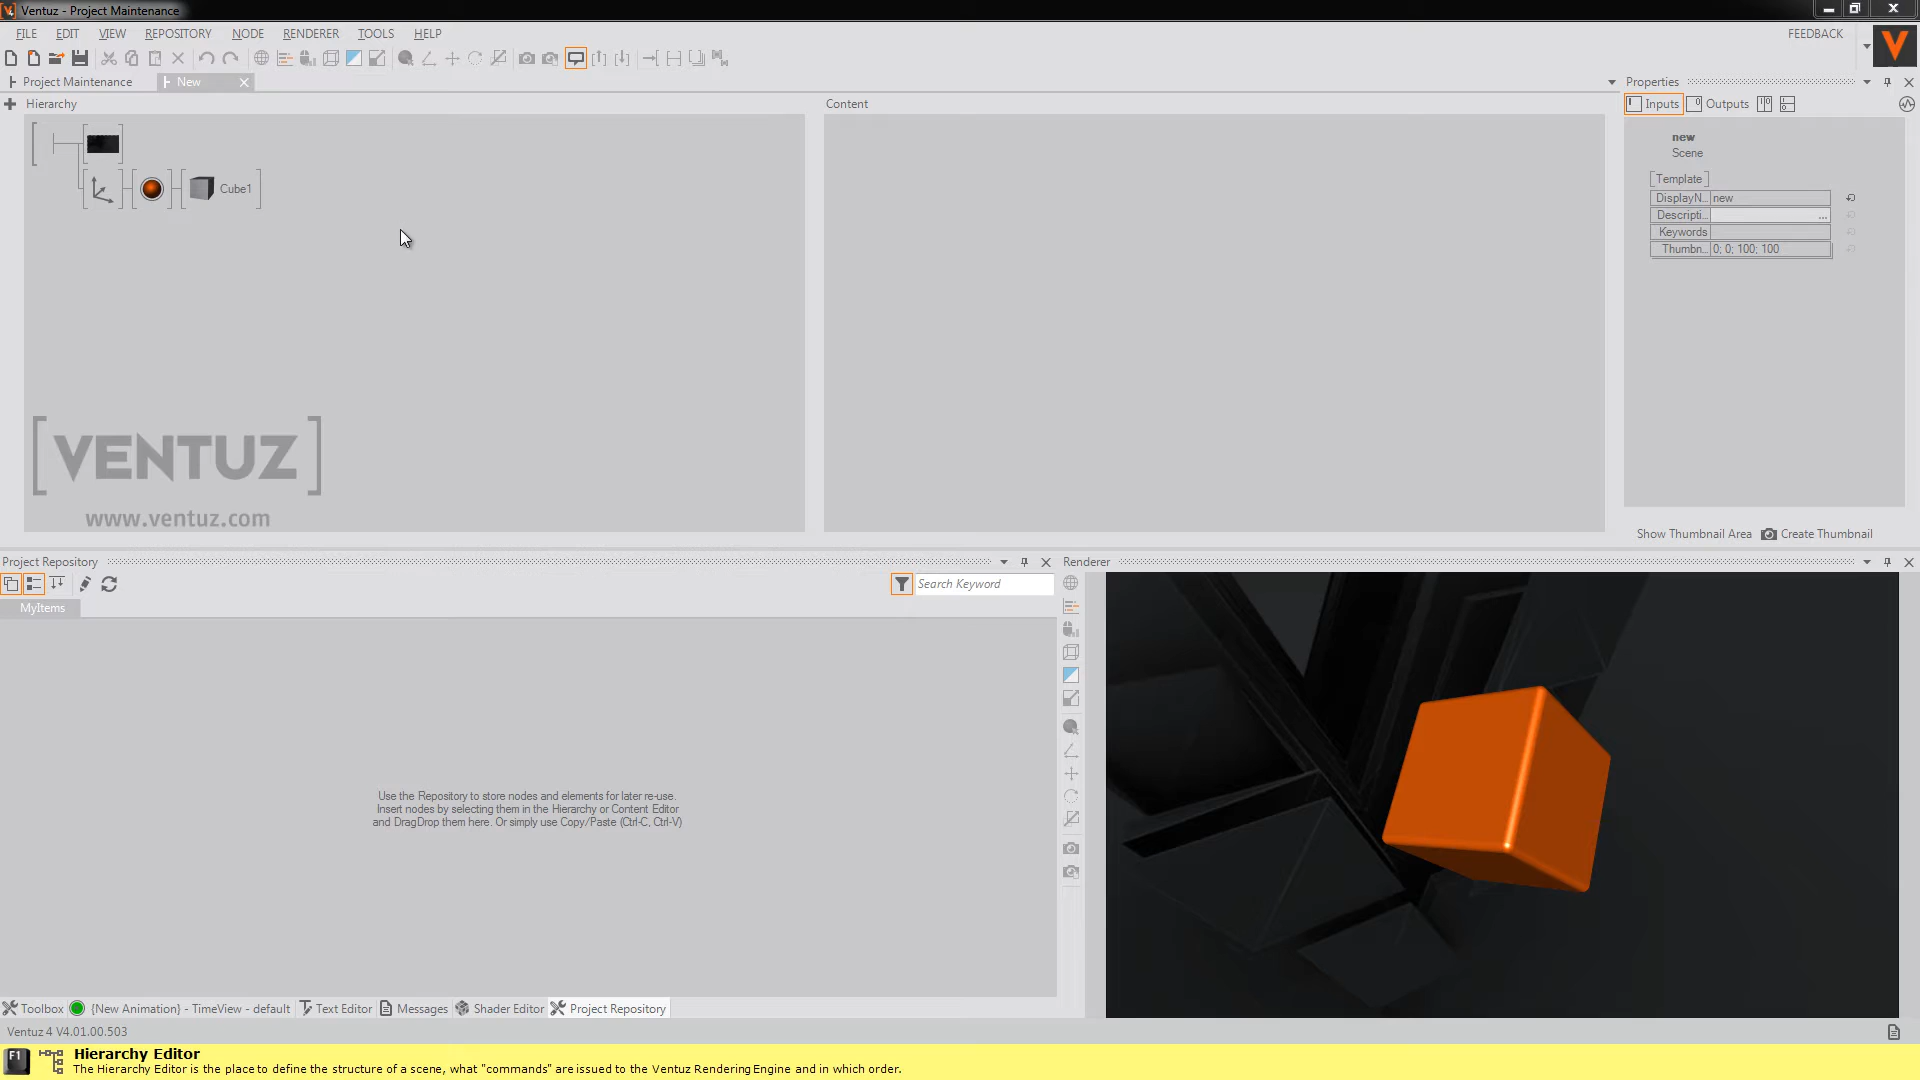 Ventuz - Project Maintenance
FILE EDIT VIEW REPOSITORY NODE RENDERER TOOLS HELP FEEDBACK
Project Maintenance New
Hierarchy
Cube1
VENTUZ
www.ventuz.com
Content
Properties
Inputs Outputs
new
Scene
Template
DisplayN... new
Descripti... ...
Keywords
Thumbn... 0; 0; 100; 100
Show Thumbnail Area Create Thumbnail
Project Repository
Search Keyword
MyItems
Use the Repository to store nodes and elements for later re-use.
Insert nodes by selecting them in the Hierarchy or Content Editor
and DragDrop them here. Or simply use Copy/Paste (Ctrl-C, Ctrl-V)
Renderer
Toolbox {New Animation} - TimeView - default Text Editor Messages Shader Editor Project Repository
Ventuz 4 V4.01.00.503
F1
Hierarchy Editor
The Hierarchy Editor is the place to define the structure of a scene, what "commands" are issued to the Ventuz Rendering Engine and in which order.